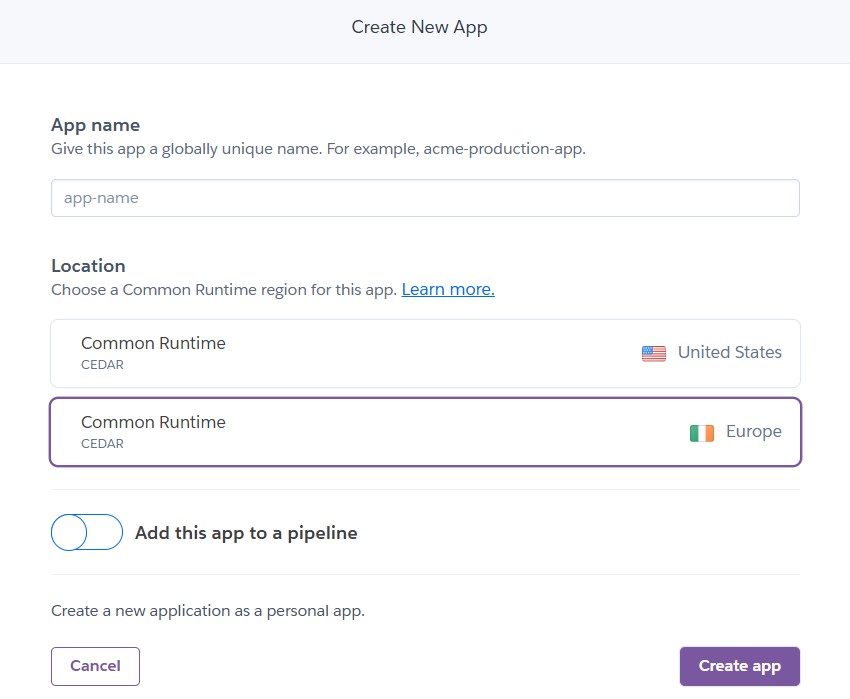 Create New App
App name
Give this app a globally unique name. For example, acme-production-app.
app-name
Location
Choose a Common Runtime region for this app. Learn more.
Common Runtime
CEDAR
United States
Common Runtime
CEDAR
Europe
Add this app to a pipeline
Create a new application as a personal app.
Cancel
Create app